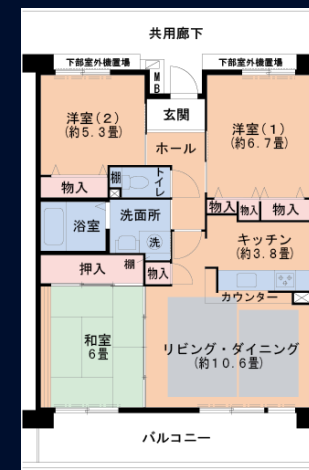 共用廊下
下部室外機置場
MB
下部室外機置場
玄関
洋室(2)
(約5.3畳)
洋室(1)
(約6.7畳)
ホール
物入
棚
トイレ
洗面所
浴室
洗
物入
物入
物入
キッチン
(約3.8畳)
押入
棚
物入
カウンター
和室
6畳
リビング・ダイニング
(約10.6畳)
バルコニー